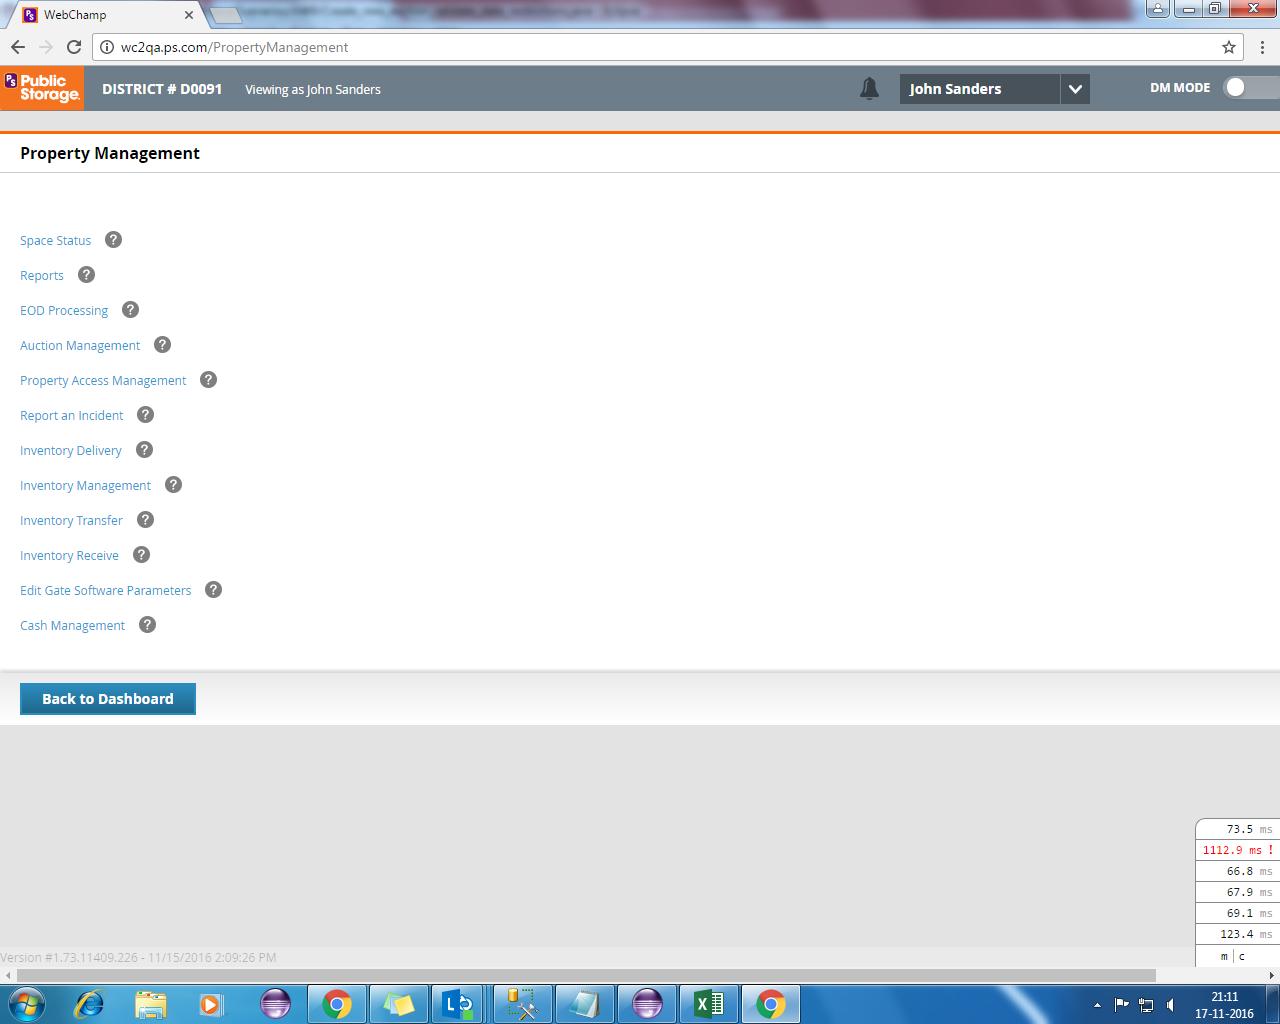 WebChamp
wc2qa.ps.com/PropertyManagement
PS Public Storage.
DISTRICT # D0091
Viewing as John Sanders
John Sanders
DM MODE
Property Management
Space Status ?
Reports ?
EOD Processing ?
Auction Management ?
Property Access Management ?
Report an Incident ?
Inventory Delivery ?
Inventory Management ?
Inventory Transfer ?
Inventory Receive ?
Edit Gate Software Parameters ?
Cash Management ?
Back to Dashboard
73.5 ms
1112.9 ms !
66.8 ms
67.9 ms
69.1 ms
123.4 ms
m | c
Version #1.73.11409.226 - 11/15/2016 2:09:26 PM
21:11
17-11-2016